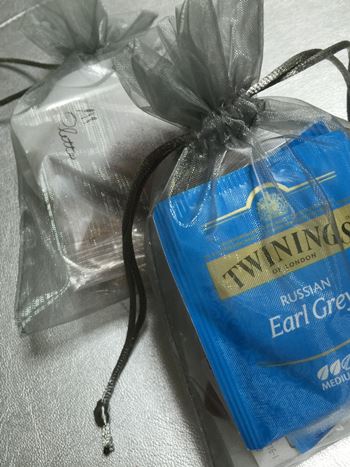 TWININGS
OF LONDON
RUSSIAN
Earl Grey
MEDIUM